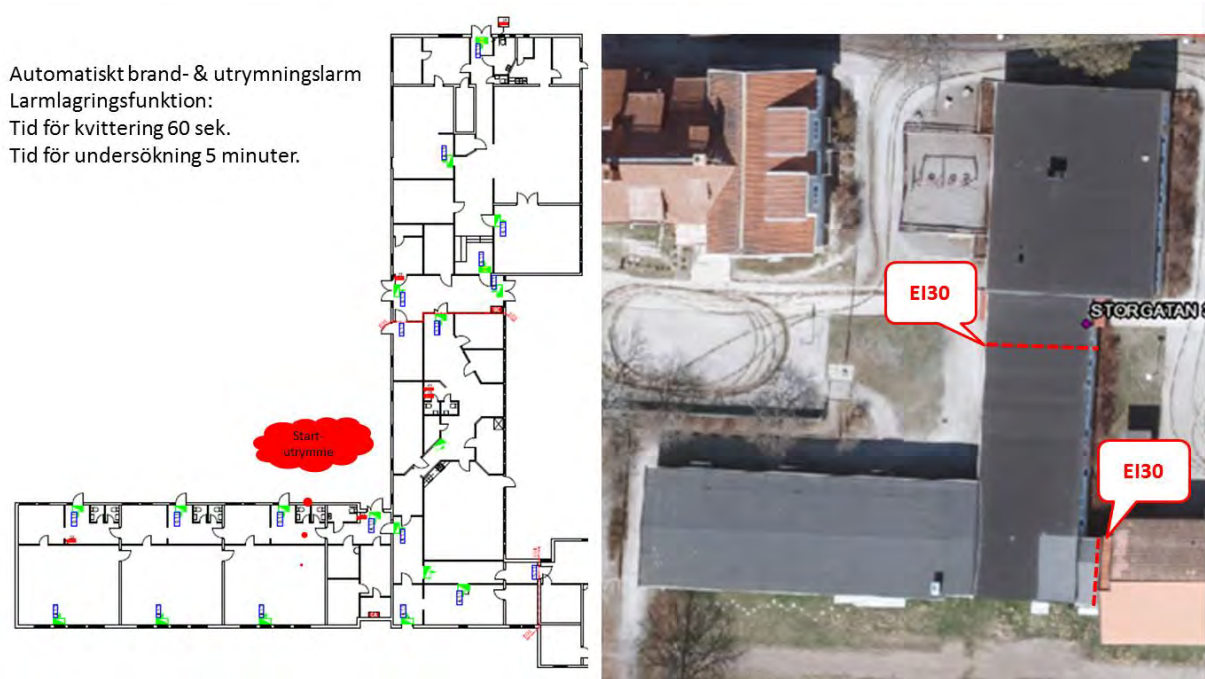 Automatiskt brand- & utrymningslarm
Larmlagringsfunktion:
Tid för kvittering 60 sek.
Tid för undersökning 5 minuter.
Start-
utrymme
EI30
STORGATAN
EI30